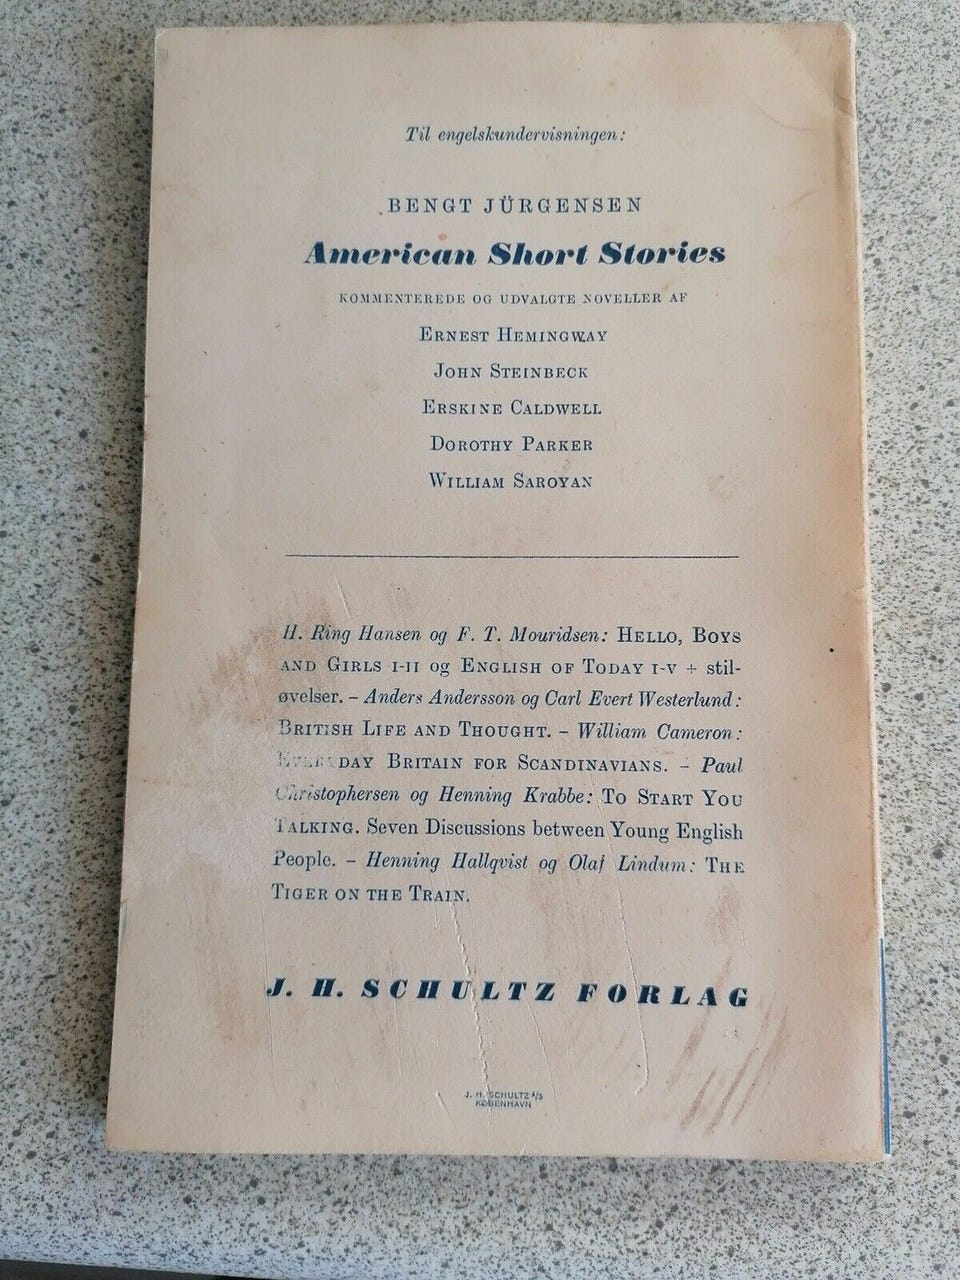 Til engelskundervisningen:
BENGT JÜRGENSEN
American Short Stories
KOMMENTEREDE OG UDVALGTE NOVELLER AF
ERNEST HEMINGWAY
JOHN STEINBECK
ERSKINE CALDWELL
DOROTHY PARKER
WILLIAM SAROYAN
H. Ring Hansen og F. T. Mouridsen: HELLO, BOYS
AND GIRLS I-II og ENGLISH OF TODAY I-V + stil-
øvelser. – Anders Andersson og Carl Evert Westerlund:
BRITISH LIFE AND THOUGHT. – William Cameron:
EVERYDAY BRITAIN FOR SCANDINAVIANS. – Paul
Christophersen og Henning Krabbe: TO START YOU
TALKING. Seven Discussions between Young English
People. – Henning Hallqvist og Olaf Lindum: THE
TIGER ON THE TRAIN.
J. H. SCHULTZ FORLAG
J. H. SCHULTZ A/S
KØBENHAVN